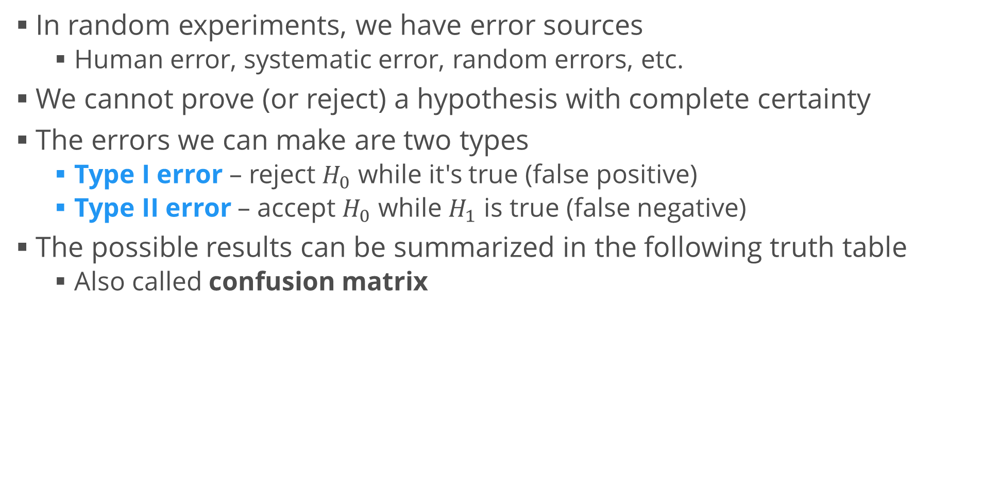 ▪ In random experiments, we have error sources
▪ Human error, systematic error, random errors, etc.
▪ We cannot prove (or reject) a hypothesis with complete certainty
▪ The errors we can make are two types
▪ Type I error – reject H₀ while it's true (false positive)
▪ Type II error – accept H₀ while H₁ is true (false negative)
▪ The possible results can be summarized in the following truth table
▪ Also called confusion matrix